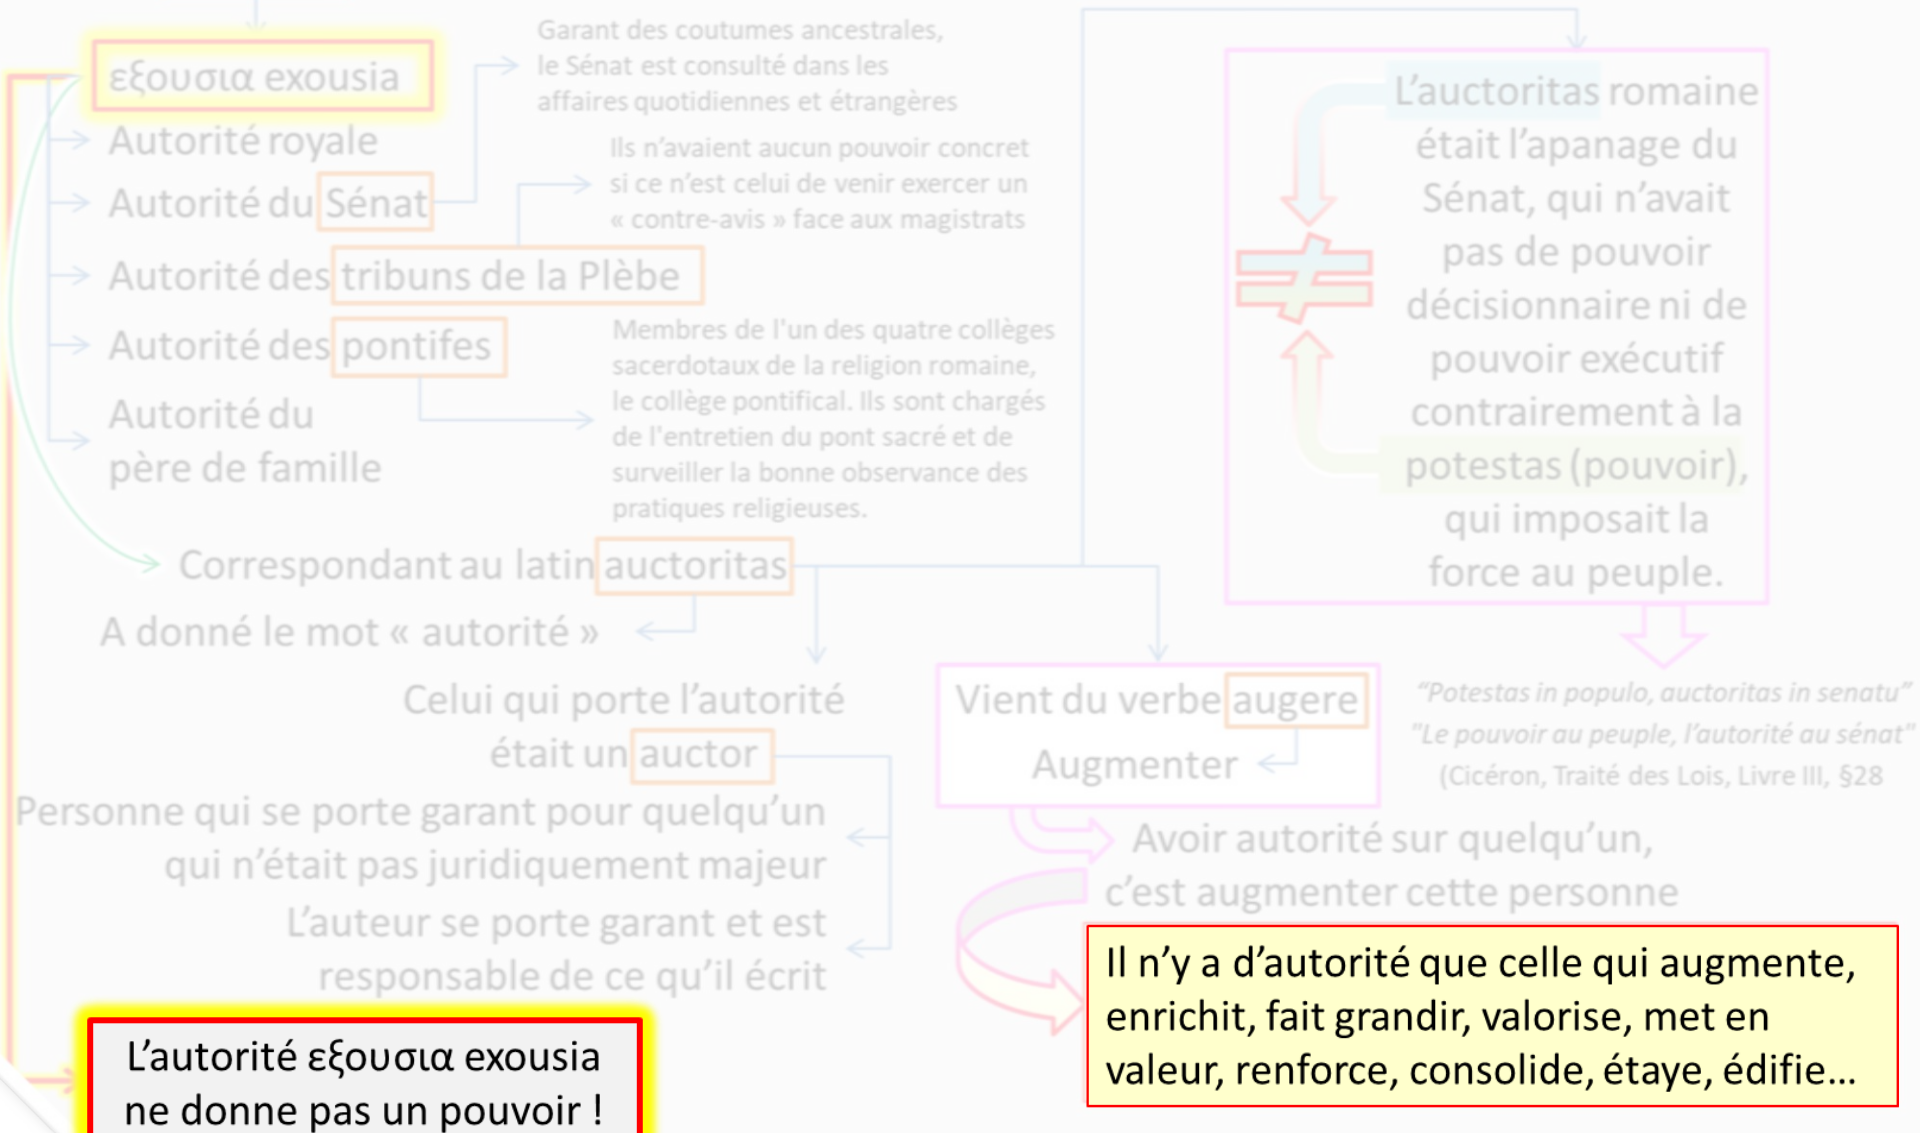 εξουσια exousia
Autorité royale
Autorité du Sénat
Autorité des tribuns de la Plèbe
Autorité des pontifes
Autorité du
père de famille
Garant des coutumes ancestrales,
le Sénat est consulté dans les
affaires quotidiennes et étrangères
Ils n’avaient aucun pouvoir concret
si ce n’est celui de venir exercer un
« contre-avis » face aux magistrats
Membres de l'un des quatre collèges
sacerdotaux de la religion romaine,
le collège pontifical. Ils sont chargés
de l'entretien du pont sacré et de
surveiller la bonne observance des
pratiques religieuses.
L’auctoritas romaine
était l’apanage du
Sénat, qui n’avait
pas de pouvoir
décisionnaire ni de
pouvoir exécutif
contrairement à la
potestas (pouvoir),
qui imposait la
force au peuple.
Correspondant au latin auctoritas
A donné le mot « autorité »
Celui qui porte l’autorité
était un auctor
Personne qui se porte garant pour quelqu’un
qui n’était pas juridiquement majeur
L’auteur se porte garant et est
responsable de ce qu’il écrit
Vient du verbe augere
Augmenter
“Potestas in populo, auctoritas in senatu”
"Le pouvoir au peuple, l’autorité au sénat"
(Cicéron, Traité des Lois, Livre III, §28
Avoir autorité sur quelqu’un,
c’est augmenter cette personne
Il n’y a d’autorité que celle qui augmente,
enrichit, fait grandir, valorise, met en
valeur, renforce, consolide, étaye, édifie...
L’autorité εξουσια exousia
ne donne pas un pouvoir !